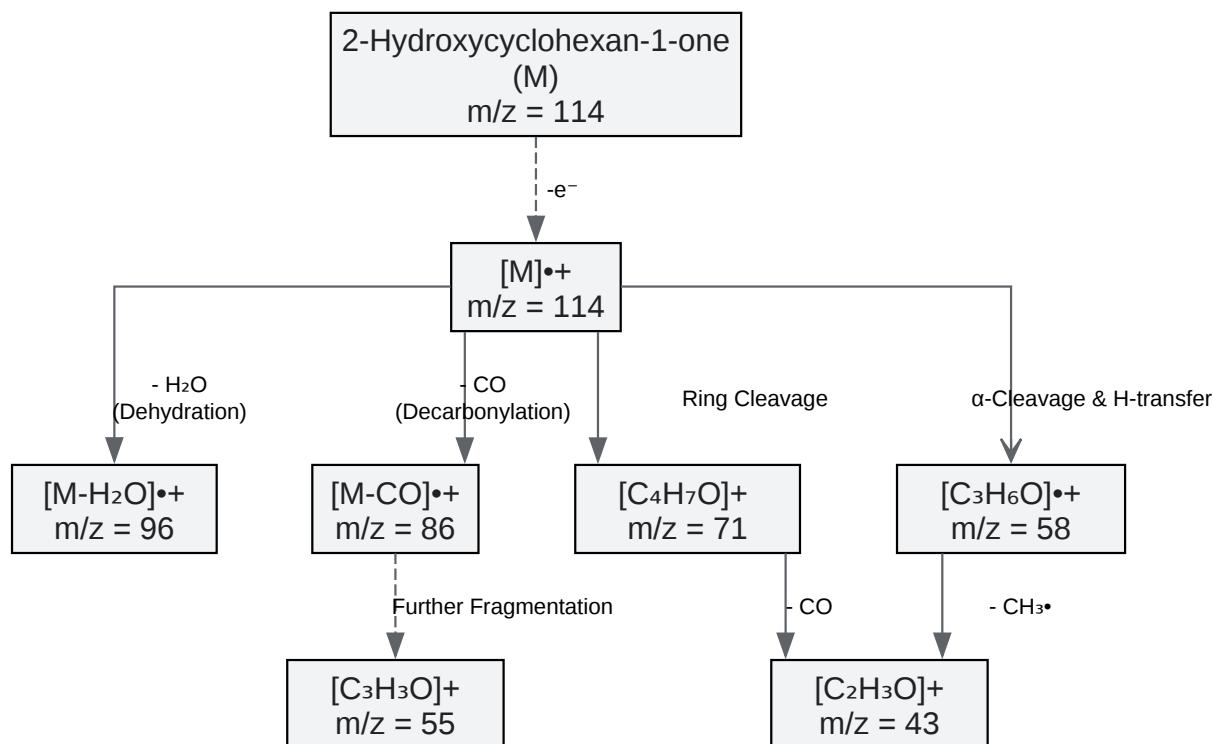 2-Hydroxycyclohexan-1-one
(M)
m/z = 114
-e⁻
[M]•+
m/z = 114
- H₂O
(Dehydration)
- CO
(Decarbonylation)
Ring Cleavage
α-Cleavage & H-transfer
[M-H₂O]•+
m/z = 96
[M-CO]•+
m/z = 86
[C₄H₇O]+
m/z = 71
[C₃H₆O]•+
m/z = 58
Further Fragmentation
- CO
- CH₃•
[C₃H₃O]+
m/z = 55
[C₂H₃O]+
m/z = 43